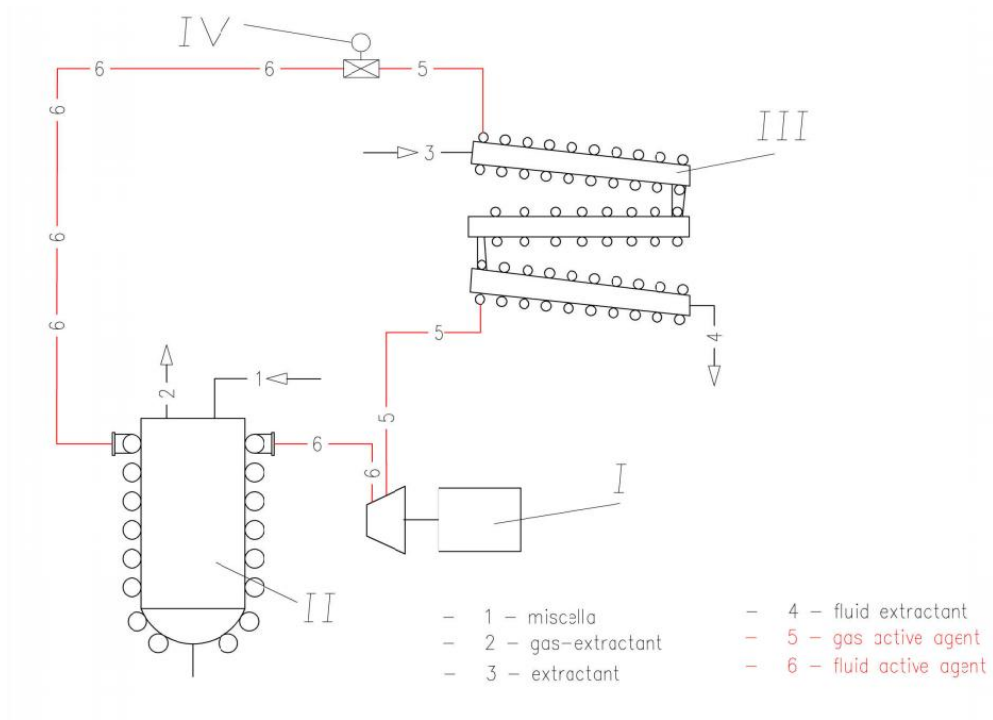 IV
6
6
5
6
III
3
6
6
5
4
2
1
5
6
6
I
II
- 1 - miscella
- 2 - gas-extractant
- 3 - extractant
- 4 - fluid extractant
- 5 - gas active agent
- 6 - fluid active agent